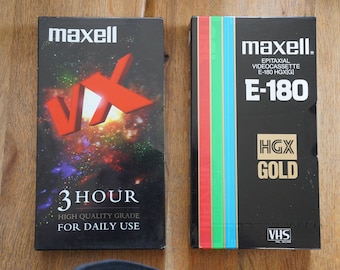 maxell
VX
3 HOUR
HIGH QUALITY GRADE
FOR DAILY USE
maxell.
EPITAXIAL
VIDEOCASSETTE
E-180 HGX(G)
E-180
HGX
GOLD
VHS